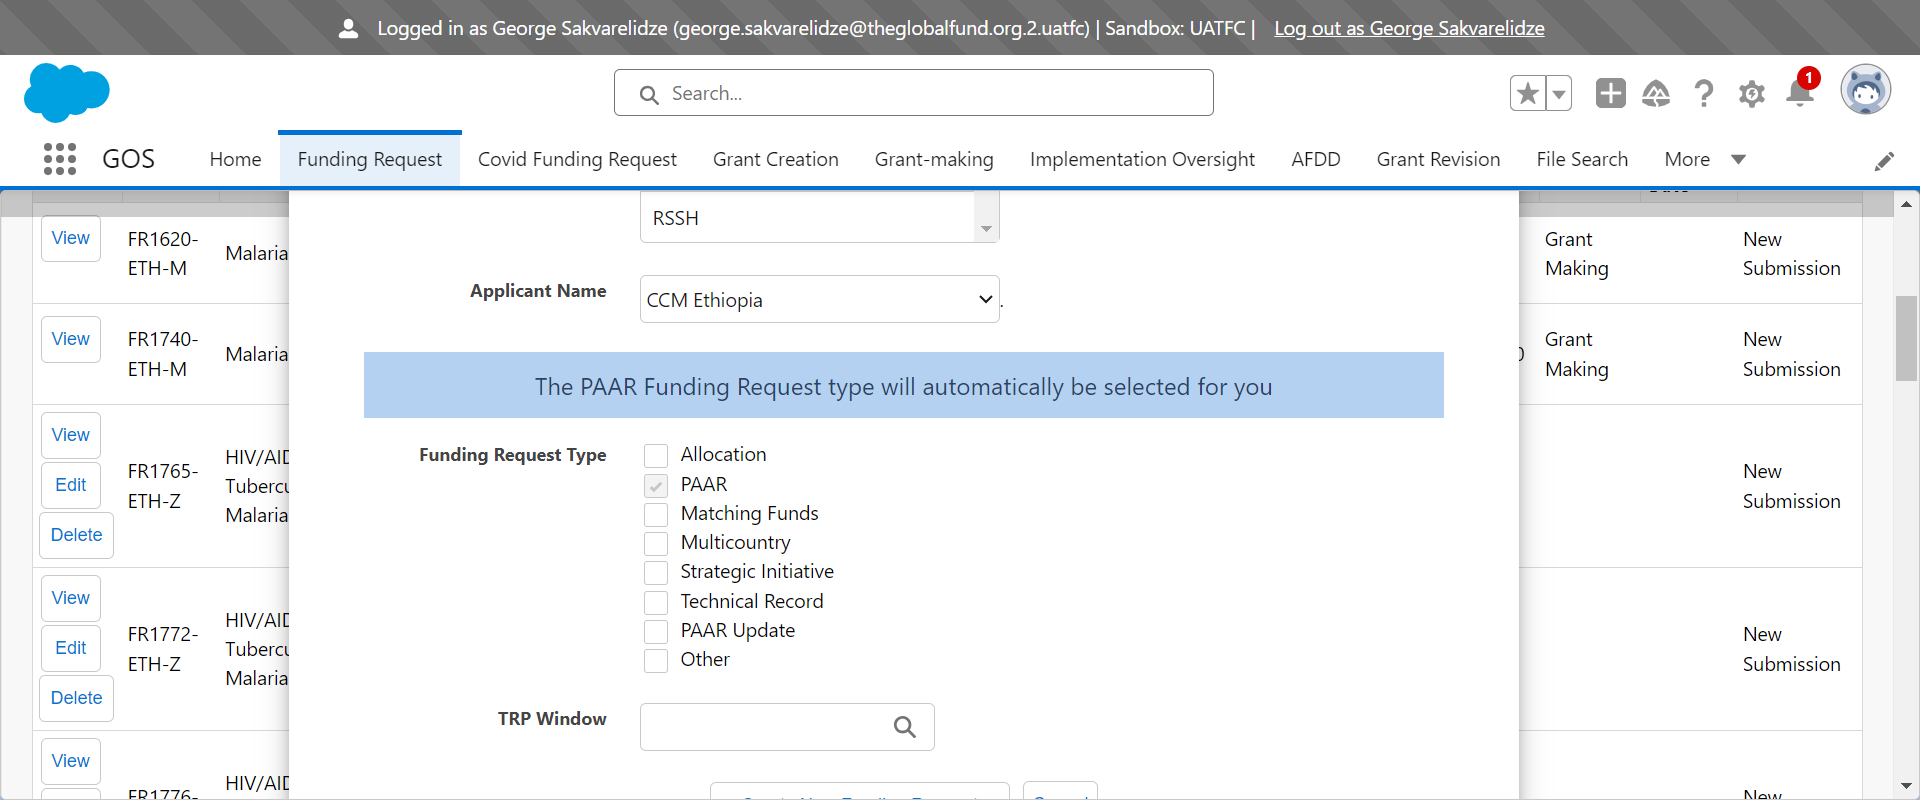 Logged in as George Sakvarelidze (george.sakvarelidze@theglobalfund.org.2.uatfc) | Sandbox: UATFC | Log out as George Sakvarelidze
Search...
1
GOS Home Funding Request Covid Funding Request Grant Creation Grant-making Implementation Oversight AFDD Grant Revision File Search More
View FR1620-ETH-M Malaria Grant Making New Submission
View FR1740-ETH-M Malaria Grant Making New Submission
View Edit Delete FR1765-ETH-Z HIV/AID Tubercu Malaria New Submission
View Edit Delete FR1772-ETH-Z HIV/AID Tubercu Malaria New Submission
View FR1776- HIV/AID New
RSSH
Applicant Name CCM Ethiopia .
The PAAR Funding Request type will automatically be selected for you
Funding Request Type
Allocation
PAAR
Matching Funds
Multicountry
Strategic Initiative
Technical Record
PAAR Update
Other
TRP Window